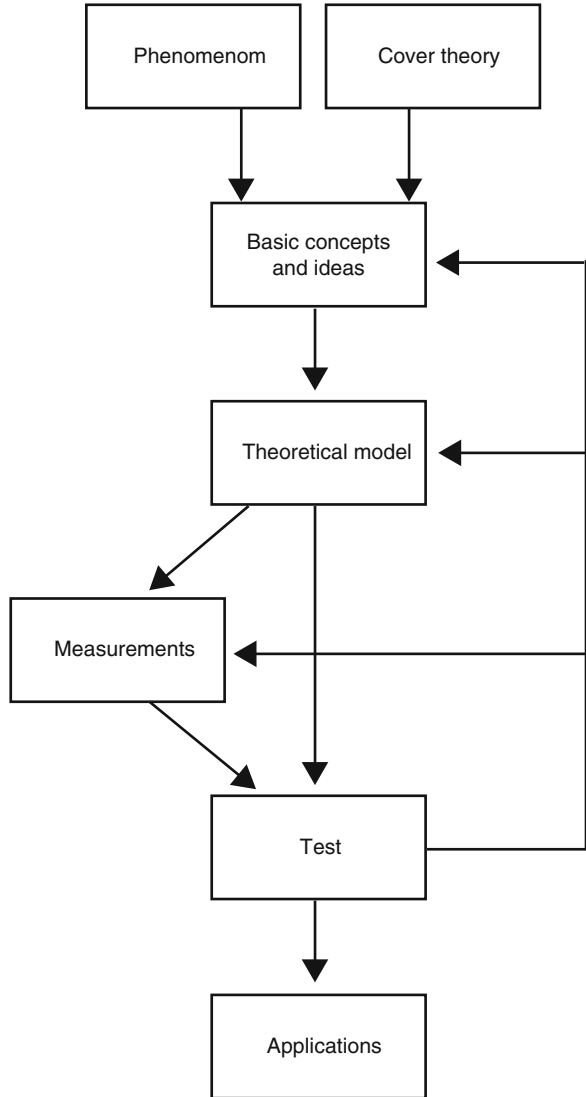 Phenomenom
Cover theory
Basic concepts
and ideas
Theoretical model
Measurements
Test
Applications